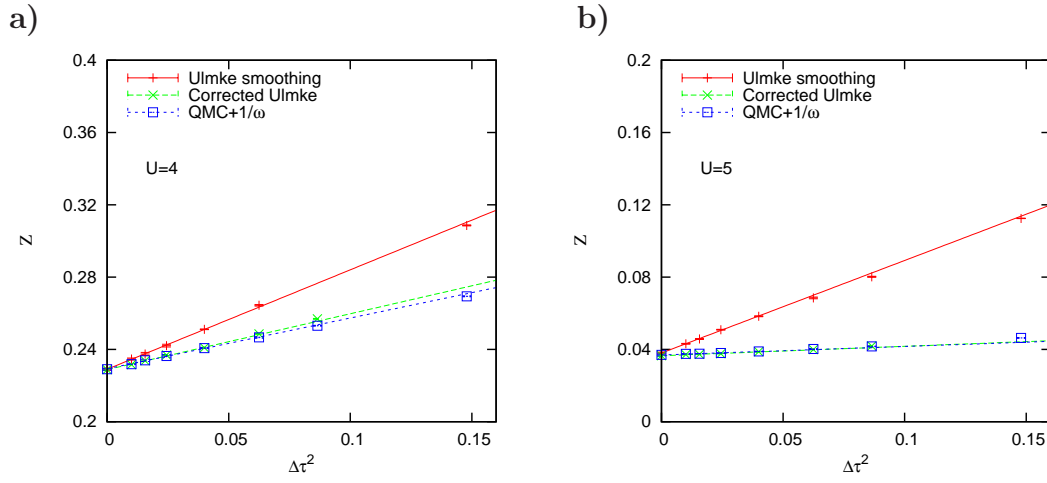 a)
0.4
0.36
0.32
0.28
0.24
0.2
Z
Ulmke smoothing
Corrected Ulmke
QMC+1/ω
U=4
0
0.05
0.1
0.15
Δτ²
b)
0.2
0.16
0.12
0.08
0.04
0
Z
Ulmke smoothing
Corrected Ulmke
QMC+1/ω
U=5
0
0.05
0.1
0.15
Δτ²